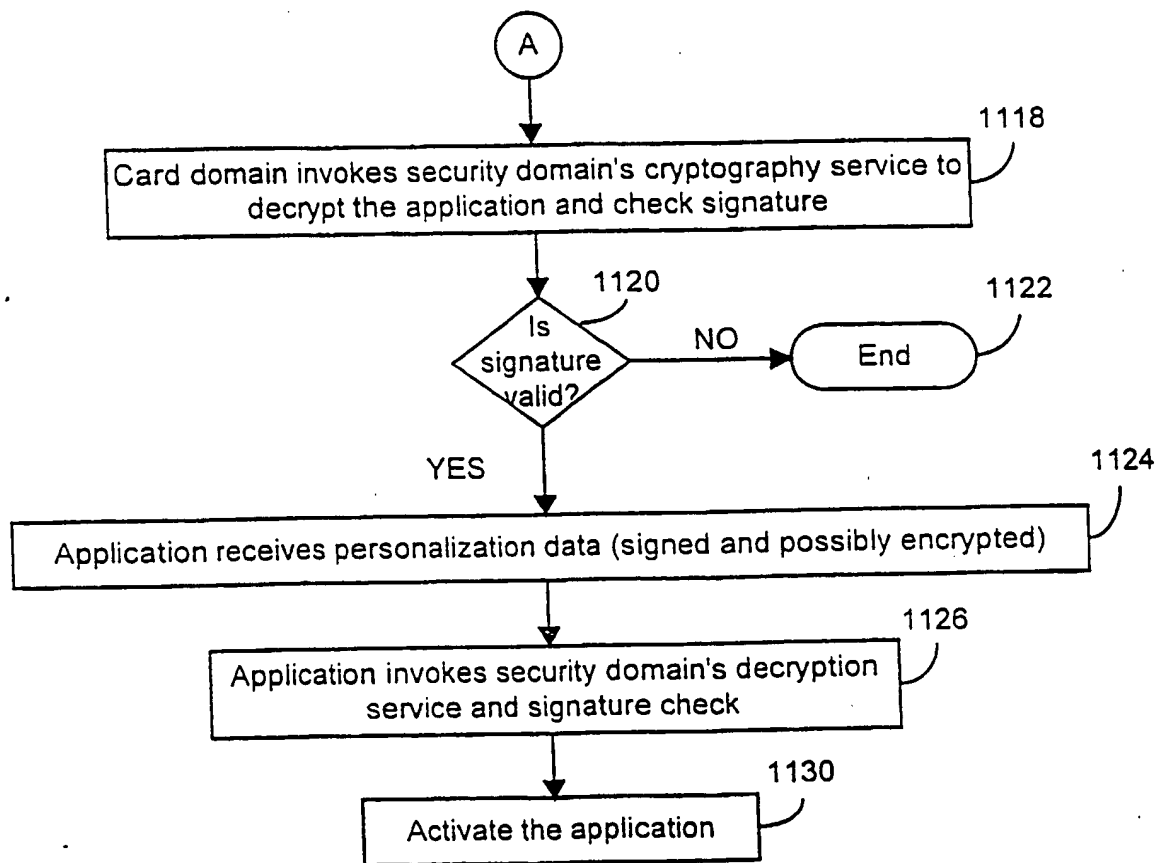 A
1118
Card domain invokes security domain's cryptography service to
decrypt the application and check signature
1120
1122
Is
signature
valid?
NO
End
YES
1124
Application receives personalization data (signed and possibly encrypted)
1126
Application invokes security domain's decryption
service and signature check
1130
Activate the application